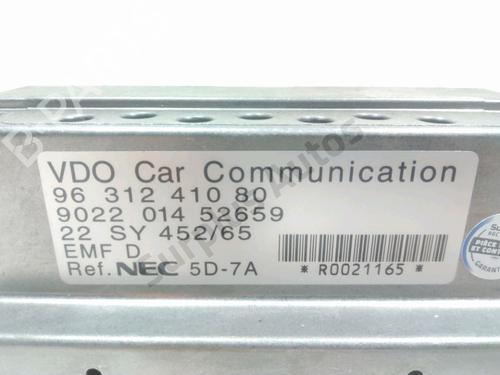 VDO Car Communication
96 312 410 80
9022 014 52659
22 SY 452/65
EMF D
Ref. NEC 5D-7A
* R0021165 *